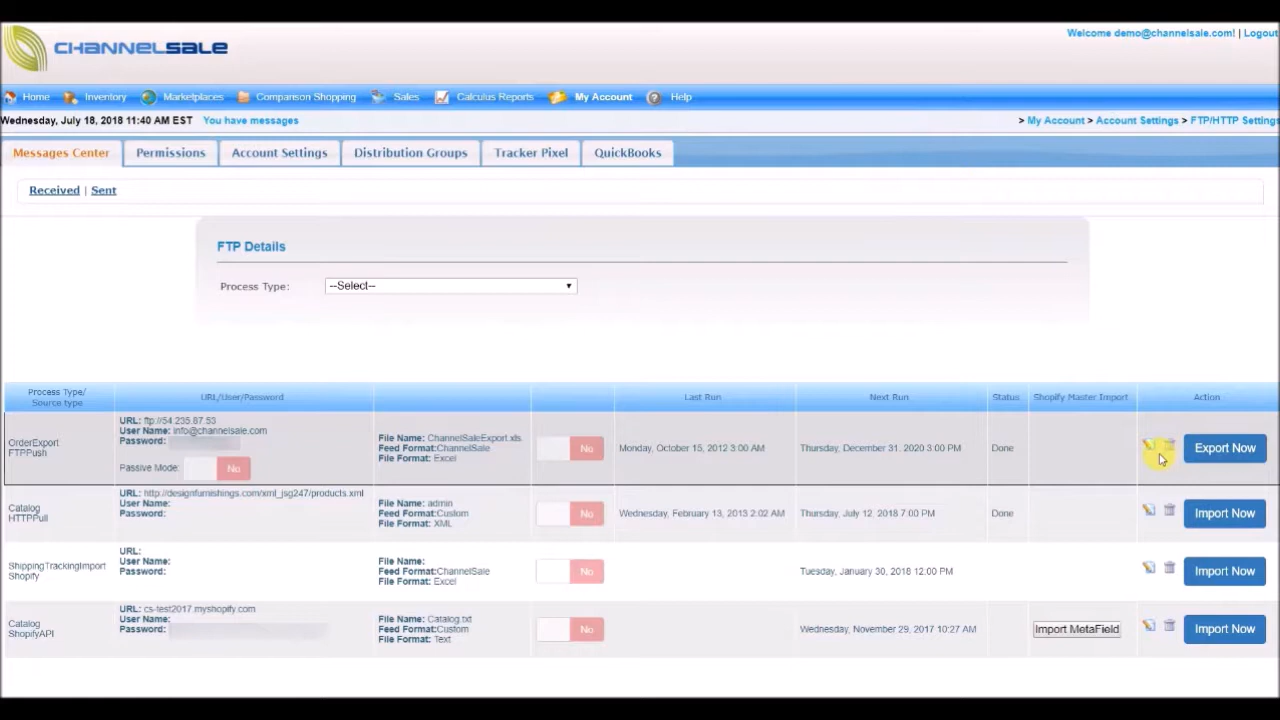 CHANNELSALE
Welcome demo@channelsale.com! | Logout
Home Inventory Marketplaces Comparison Shopping Sales Calculus Reports My Account Help
Wednesday, July 18, 2018 11:40 AM EST You have messages > My Account > Account Settings > FTP/HTTP Settings
Messages Center Permissions Account Settings Distribution Groups Tracker Pixel QuickBooks
Received | Sent
FTP Details
Process Type: --Select--
Process Type/
Source type
URL/User/Password
Last Run
Next Run
Status
Shopify Master Import
Action
OrderExport
FTPPush
URL: ftp://54.235.87.53
User Name: info@channelsale.com
Password:
Passive Mode: No
File Name: ChannelSaleExport.xls
Feed Format:ChannelSale
File Format: Excel
No
Monday, October 15, 2012 3:00 AM
Thursday, December 31, 2020 3:00 PM
Done
Export Now
Catalog
HTTPPull
URL: http://designfurnishings.com/xml_jsg247/products.xml
User Name:
Password:
File Name: admin
Feed Format:Custom
File Format: XML
No
Wednesday, February 13, 2013 2:02 AM
Thursday, July 12, 2018 7:00 PM
Done
Import Now
ShippingTrackingImport
Shopify
URL:
User Name:
Password:
File Name:
Feed Format:ChannelSale
File Format: Excel
No
Tuesday, January 30, 2018 12:00 PM
Import Now
Catalog
ShopifyAPI
URL: cs-test2017.myshopify.com
User Name:
Password:
File Name: Catalog.txt
Feed Format:Custom
File Format: Text
No
Wednesday, November 29, 2017 10:27 AM
Import MetaField
Import Now